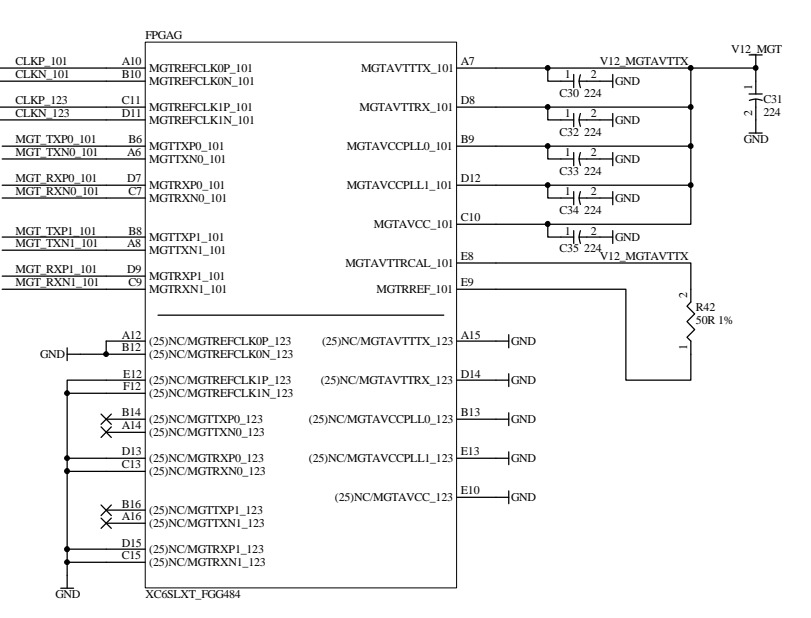 FPGAG
V12_MGT
CLKP_101 A10 MGTREFCLK0P_101 MGTAVTTTX_101 A7 V12_MGTAVTTX
CLKN_101 B10 MGTREFCLK0N_101
1 2 GND
C30 224
1 C31
2 224
GND
CLKP_123 C11 MGTREFCLK1P_101 MGTAVTTRX_101 D8
CLKN_123 D11 MGTREFCLK1N_101
1 2 GND
C32 224
MGT_TXP0_101 B6 MGTTXP0_101 MGTAVCCPLL0_101 B9
MGT_TXN0_101 A6 MGTTXN0_101
1 2 GND
C33 224
MGT_RXP0_101 D7 MGTRXP0_101 MGTAVCCPLL1_101 D12
MGT_RXN0_101 C7 MGTRXN0_101
1 2 GND
C34 224
MGTAVCC_101 C10
MGT_TXP1_101 B8 MGTTXP1_101
MGT_TXN1_101 A8 MGTTXN1_101
1 2 GND
C35 224
MGTAVTTRCAL_101 E8 V12_MGTAVTTX
MGT_RXP1_101 D9 MGTRXP1_101
MGT_RXN1_101 C9 MGTRXN1_101 MGTRREF_101 E9
2 R42
1 50R 1%
A12 (25)NC/MGTREFCLK0P_123 (25)NC/MGTAVTTTX_123 A15 GND
GND B12 (25)NC/MGTREFCLK0N_123
E12 (25)NC/MGTREFCLK1P_123 (25)NC/MGTAVTTRX_123 D14 GND
F12 (25)NC/MGTREFCLK1N_123
B14 (25)NC/MGTTXP0_123 (25)NC/MGTAVCCPLL0_123 B13 GND
A14 (25)NC/MGTTXN0_123
D13 (25)NC/MGTRXP0_123 (25)NC/MGTAVCCPLL1_123 E13 GND
C13 (25)NC/MGTRXN0_123
(25)NC/MGTAVCC_123 E10 GND
B16 (25)NC/MGTTXP1_123
A16 (25)NC/MGTTXN1_123
D15 (25)NC/MGTRXP1_123
C15 (25)NC/MGTRXN1_123
GND
XC6SLXT_FGG484